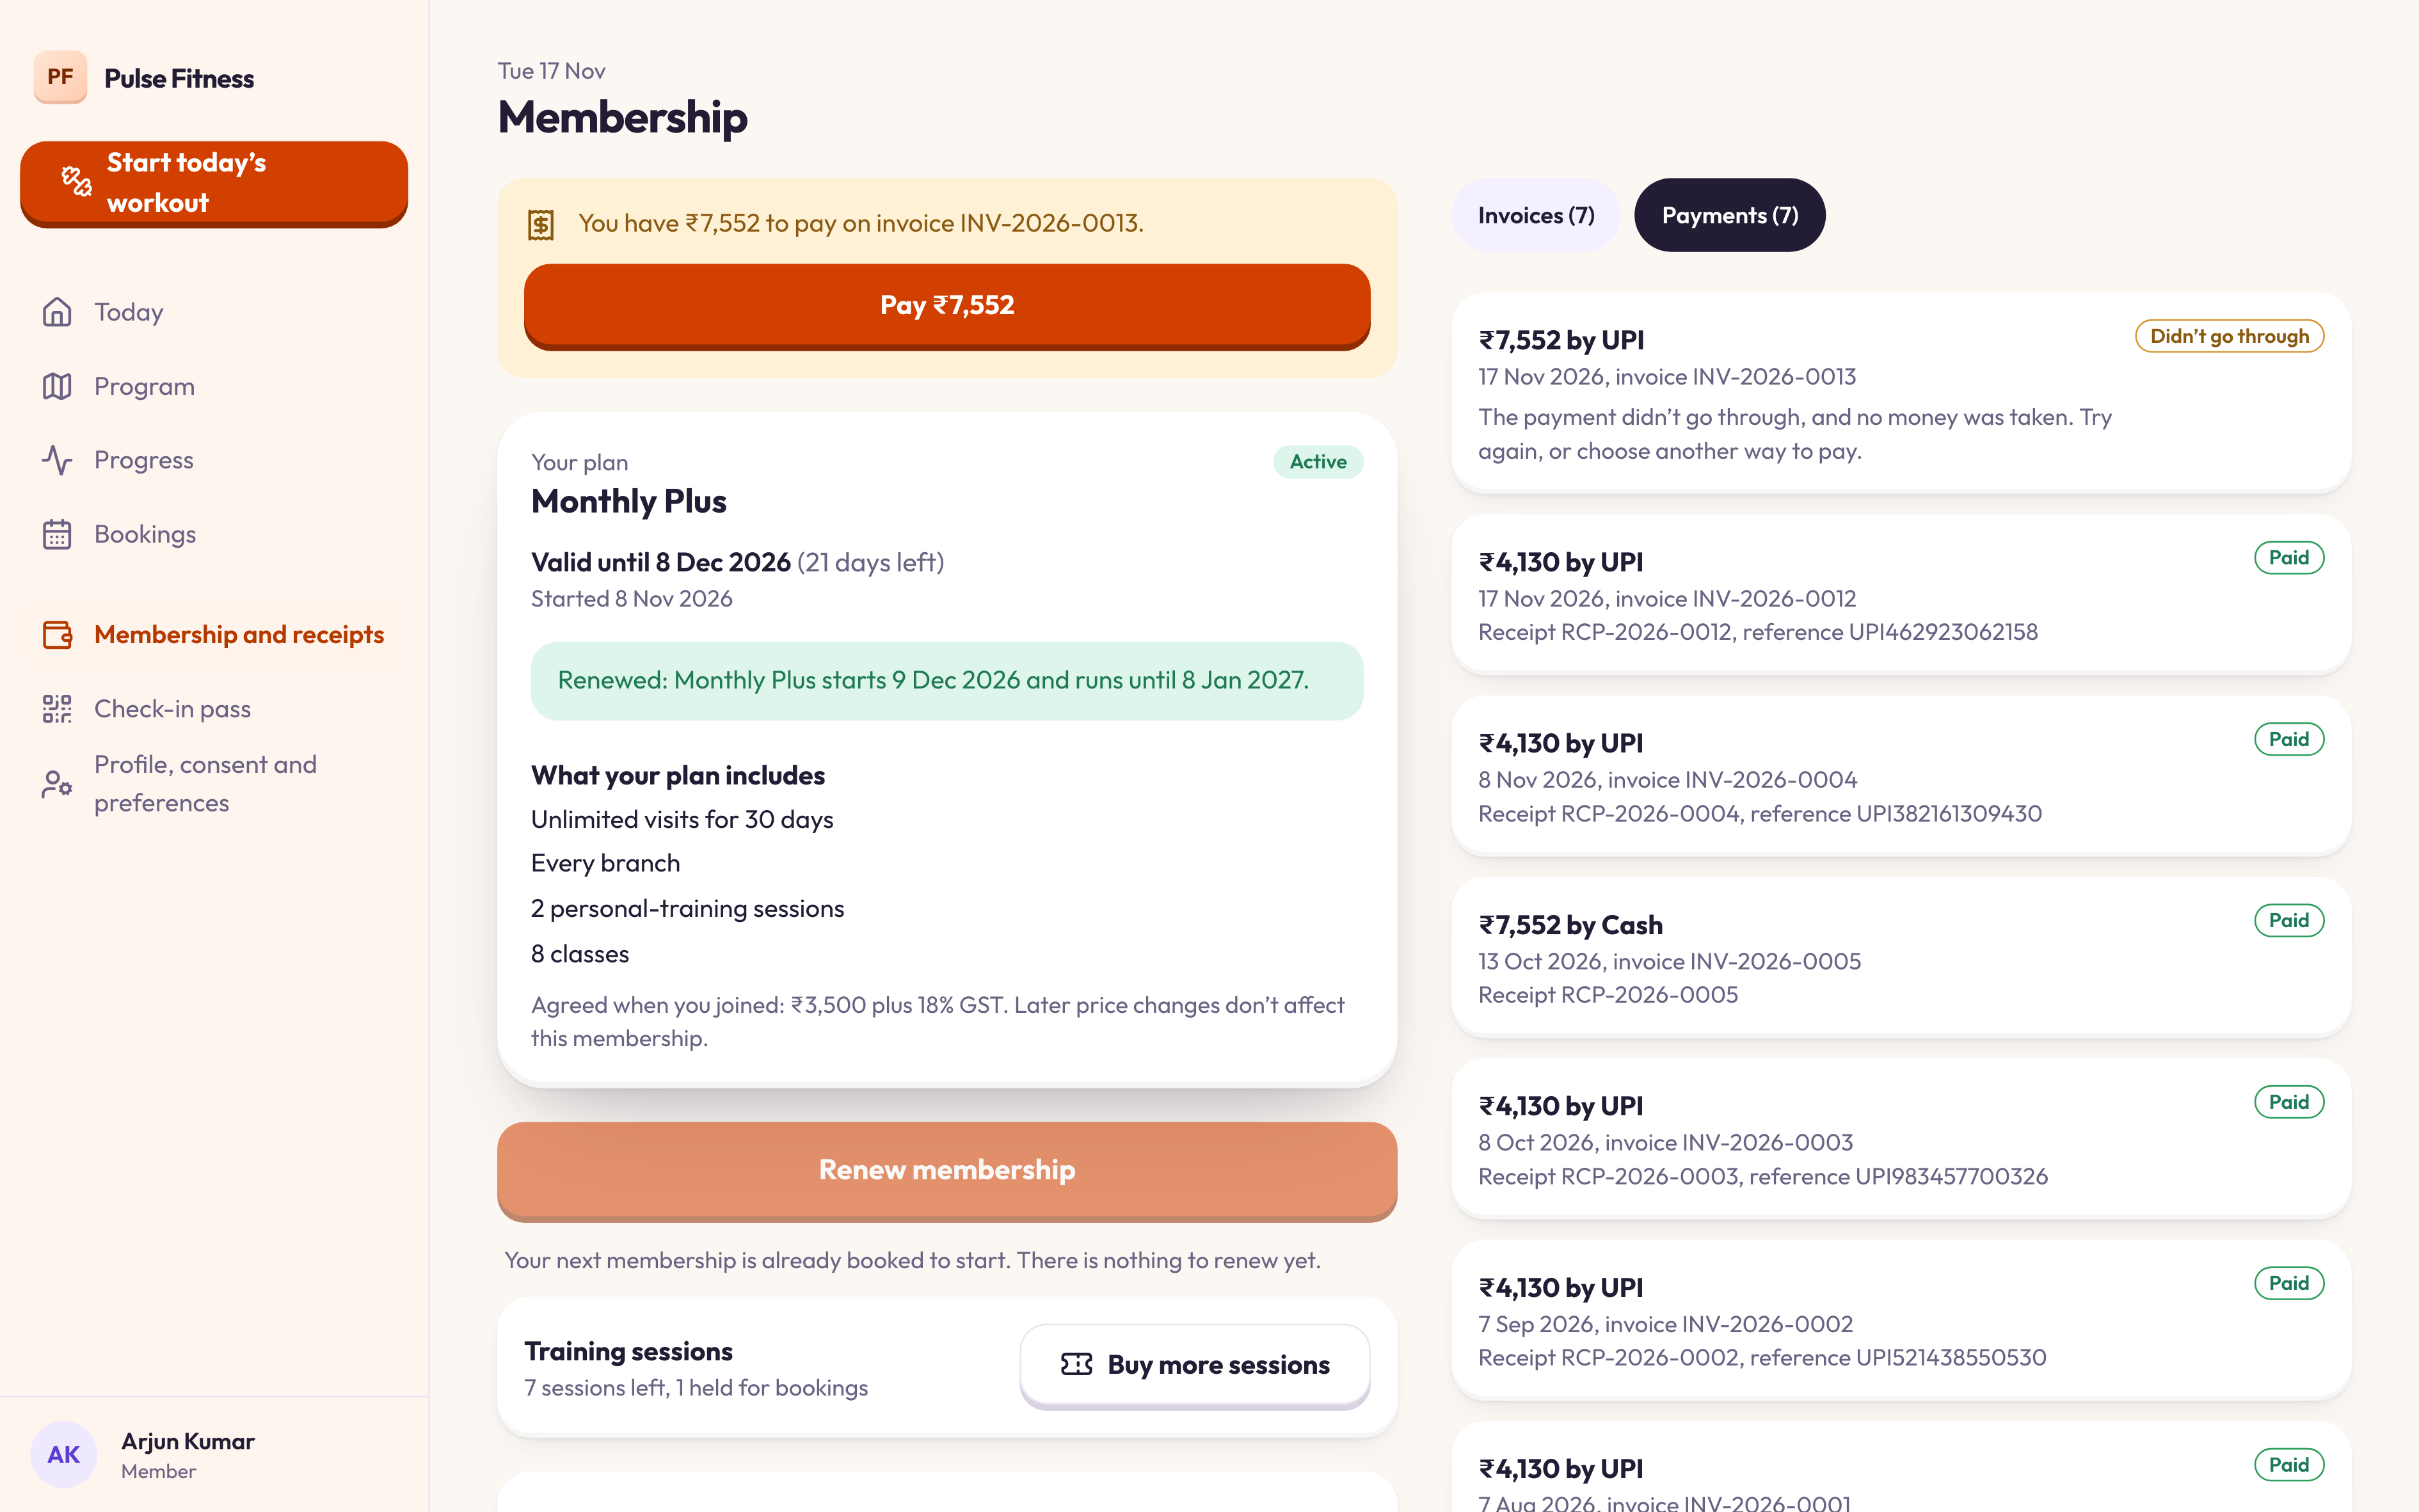 PF
Pulse Fitness
Start today’s
workout
Today
Program
Progress
Bookings
Membership and receipts
Check-in pass
Profile, consent and
preferences
AK
Arjun Kumar
Member
Tue 17 Nov
Membership
You have ₹7,552 to pay on invoice INV-2026-0013.
Pay ₹7,552
Your plan
Active
Monthly Plus
Valid until 8 Dec 2026 (21 days left)
Started 8 Nov 2026
Renewed: Monthly Plus starts 9 Dec 2026 and runs until 8 Jan 2027.
What your plan includes
Unlimited visits for 30 days
Every branch
2 personal-training sessions
8 classes
Agreed when you joined: ₹3,500 plus 18% GST. Later price changes don’t affect
this membership.
Renew membership
Your next membership is already booked to start. There is nothing to renew yet.
Training sessions
7 sessions left, 1 held for bookings
Buy more sessions
Invoices (7)
Payments (7)
₹7,552 by UPI
Didn’t go through
17 Nov 2026, invoice INV-2026-0013
The payment didn’t go through, and no money was taken. Try
again, or choose another way to pay.
₹4,130 by UPI
Paid
17 Nov 2026, invoice INV-2026-0012
Receipt RCP-2026-0012, reference UPI462923062158
₹4,130 by UPI
Paid
8 Nov 2026, invoice INV-2026-0004
Receipt RCP-2026-0004, reference UPI382161309430
₹7,552 by Cash
Paid
13 Oct 2026, invoice INV-2026-0005
Receipt RCP-2026-0005
₹4,130 by UPI
Paid
8 Oct 2026, invoice INV-2026-0003
Receipt RCP-2026-0003, reference UPI983457700326
₹4,130 by UPI
Paid
7 Sep 2026, invoice INV-2026-0002
Receipt RCP-2026-0002, reference UPI521438550530
₹4,130 by UPI
Paid
7 Aug 2026, invoice INV-2026-0001